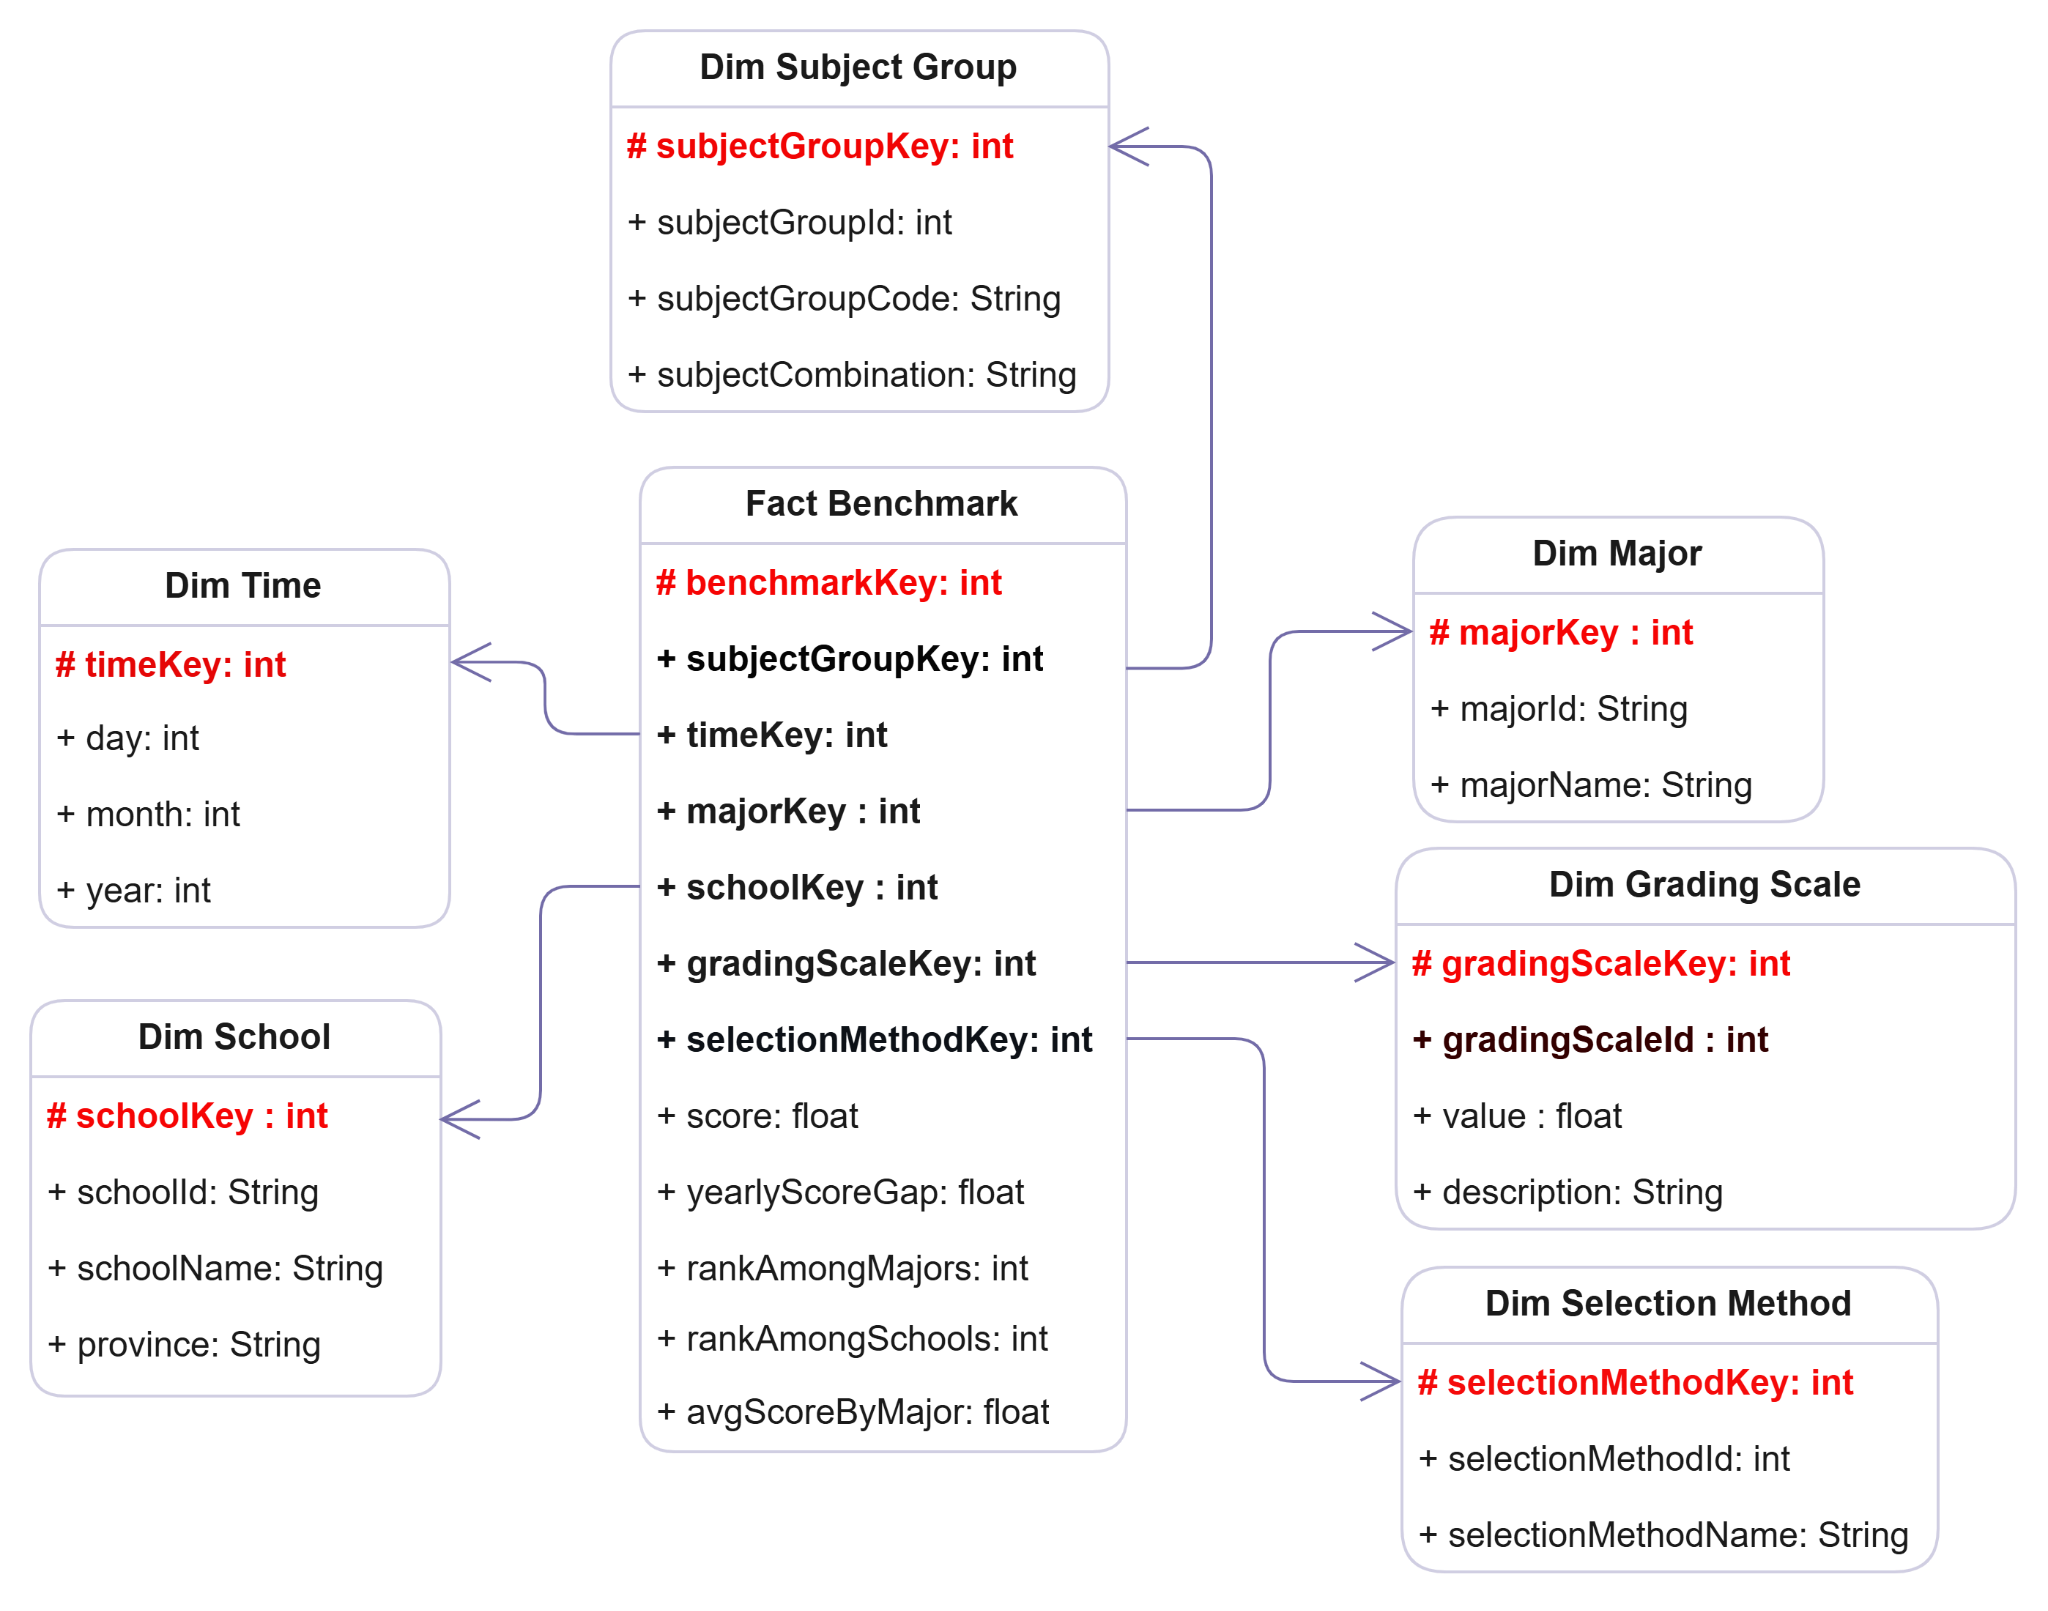 Dim Subject Group
# subjectGroupKey: int
+ subjectGroupId: int
+ subjectGroupCode: String
+ subjectCombination: String
Fact Benchmark
# benchmarkKey: int
+ subjectGroupKey: int
+ timeKey: int
+ majorKey : int
+ schoolKey : int
+ gradingScaleKey: int
+ selectionMethodKey: int
+ score: float
+ yearlyScoreGap: float
+ rankAmongMajors: int
+ rankAmongSchools: int
+ avgScoreByMajor: float
Dim Time
# timeKey: int
+ day: int
+ month: int
+ year: int
Dim School
# schoolKey : int
+ schoolId: String
+ schoolName: String
+ province: String
Dim Major
# majorKey : int
+ majorId: String
+ majorName: String
Dim Grading Scale
# gradingScaleKey: int
+ gradingScaleId : int
+ value : float
+ description: String
Dim Selection Method
# selectionMethodKey: int
+ selectionMethodId: int
+ selectionMethodName: String